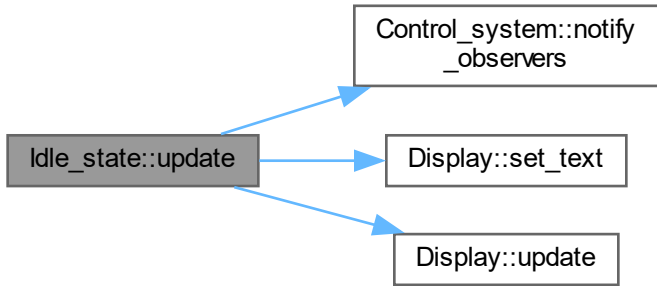 Control_system::notify
_observers
Idle_state::update
Display::set_text
Display::update